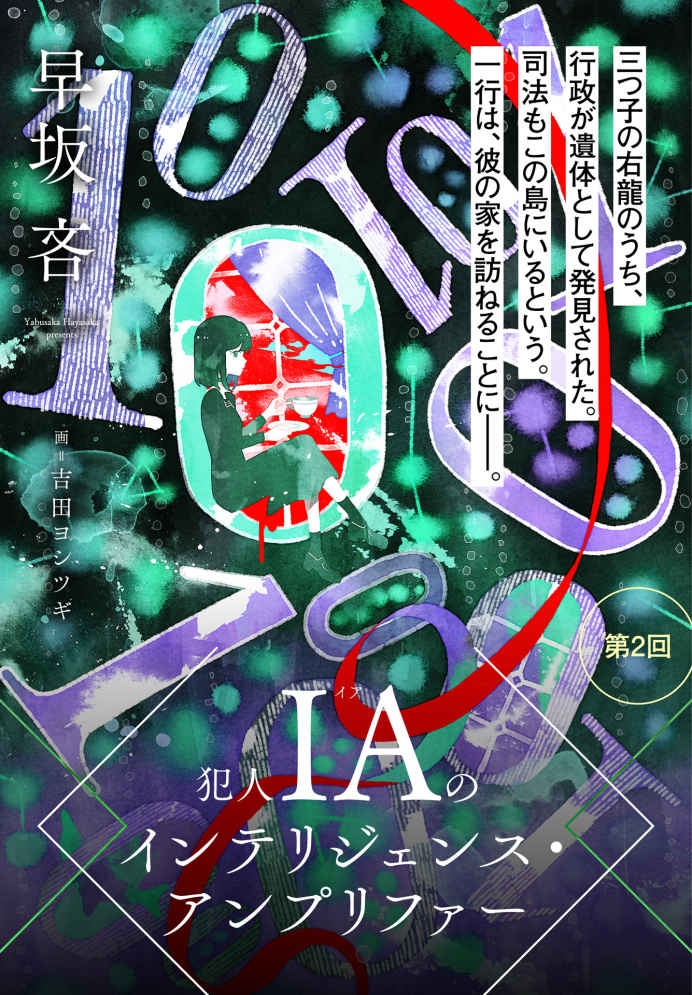 三つ子の右龍のうち、
行政が遺体として発見された。
司法もこの島にいるという。
一行は、彼の家を訪ねることに――。
早坂 吝
Yabusaka Hayasaka
presents
画＝吉田ヨシツギ
第2回
イア
犯人IAの
インテリジェンス・
アンプリファー